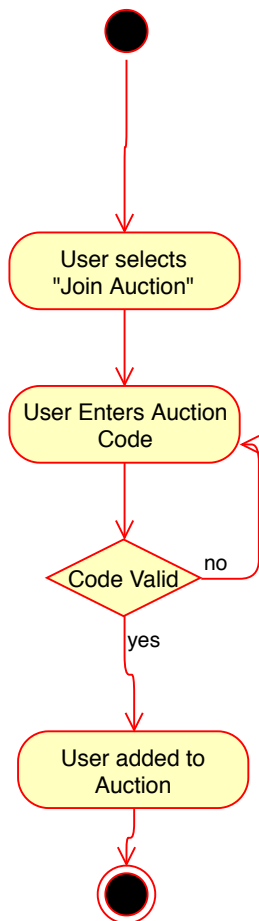 User selects
"Join Auction"
User Enters Auction
Code
Code Valid
no
yes
User added to
Auction